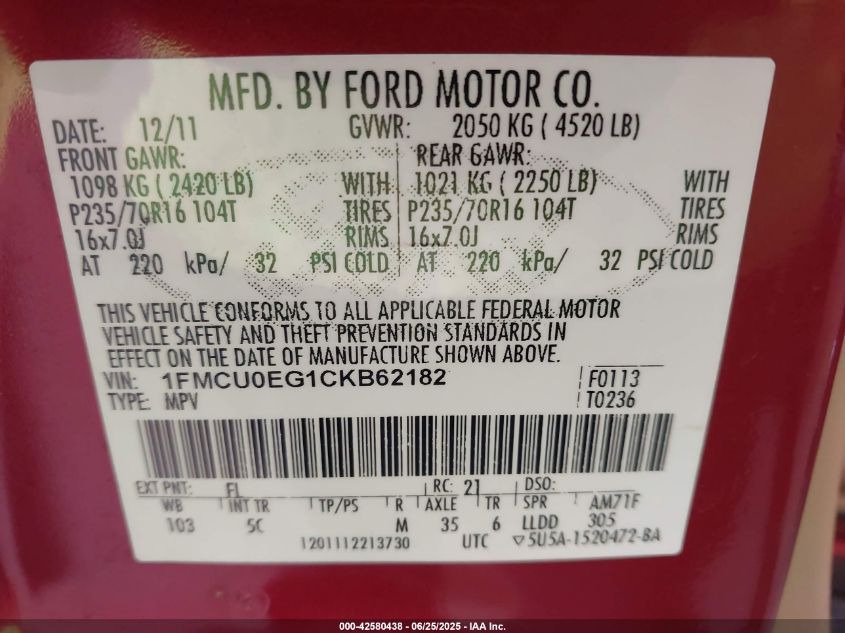 MFD. BY FORD MOTOR CO.
DATE: 12/11 GVWR: 2050 KG ( 4520 LB)
FRONT GAWR: REAR GAWR:
1098 KG ( 2420 LB) WITH 1021 KG ( 2250 LB) WITH
P235/70R16 104T TIRES P235/70R16 104T TIRES
16x7.0J RIMS 16x7.0J RIMS
AT 220 kPa/ 32 PSI COLD AT 220 kPa/ 32 PSI COLD
THIS VEHICLE CONFORMS TO ALL APPLICABLE FEDERAL MOTOR
VEHICLE SAFETY AND THEFT PREVENTION STANDARDS IN
EFFECT ON THE DATE OF MANUFACTURE SHOWN ABOVE.
VIN: 1FMCU0EG1CKB62182 F0113
TYPE: MPV T0236
EXT PNT: FL RC: 21 DSO:
WB INT TR TP/PS R AXLE TR SPR AM71F
103 5C M 35 6 LLDD 305
1201112213730 UTC ▽5U5A-1520472-BA
000-42580438 - 06/25/2025 - IAA Inc.